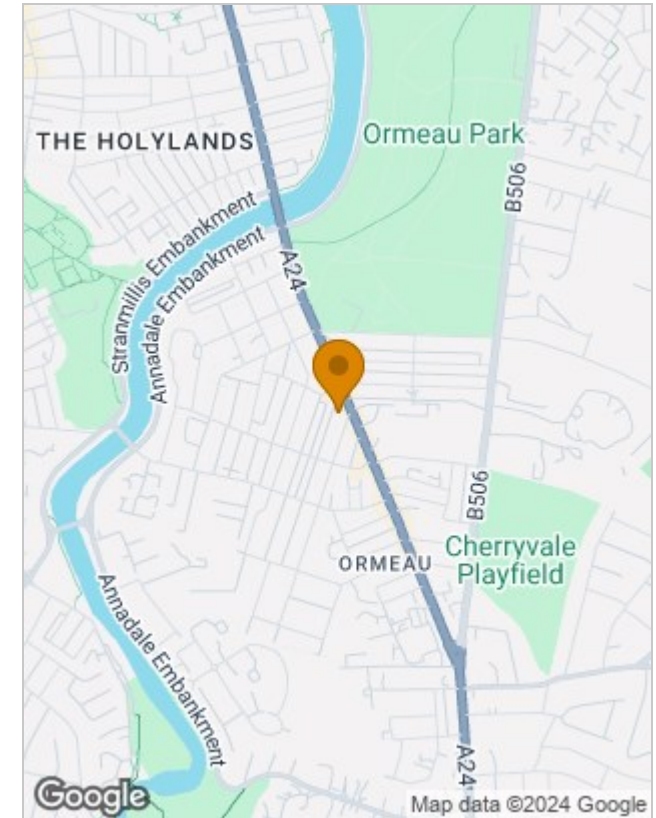 THE HOLYLANDS
Ormeau Park
B506
Stranmillis Embankment
Annadale Embankment
A24
B506
ORMEAU
Cherryvale
Playfield
Annadale Embankment
A24
Google
Map data ©2024 Google